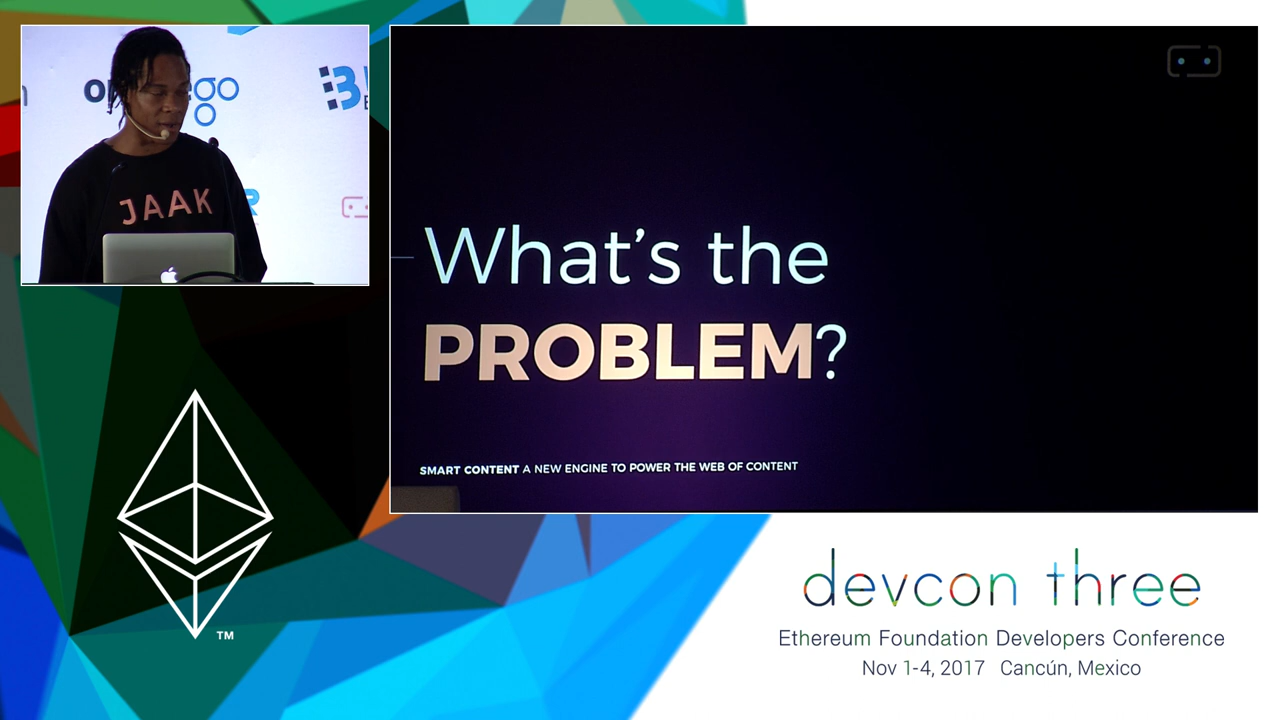 JAAK
What's the
PROBLEM?
SMART CONTENT A NEW ENGINE TO POWER THE WEB OF CONTENT
TM
devcon three
Ethereum Foundation Developers Conference
Nov 1-4, 2017 Cancún, Mexico